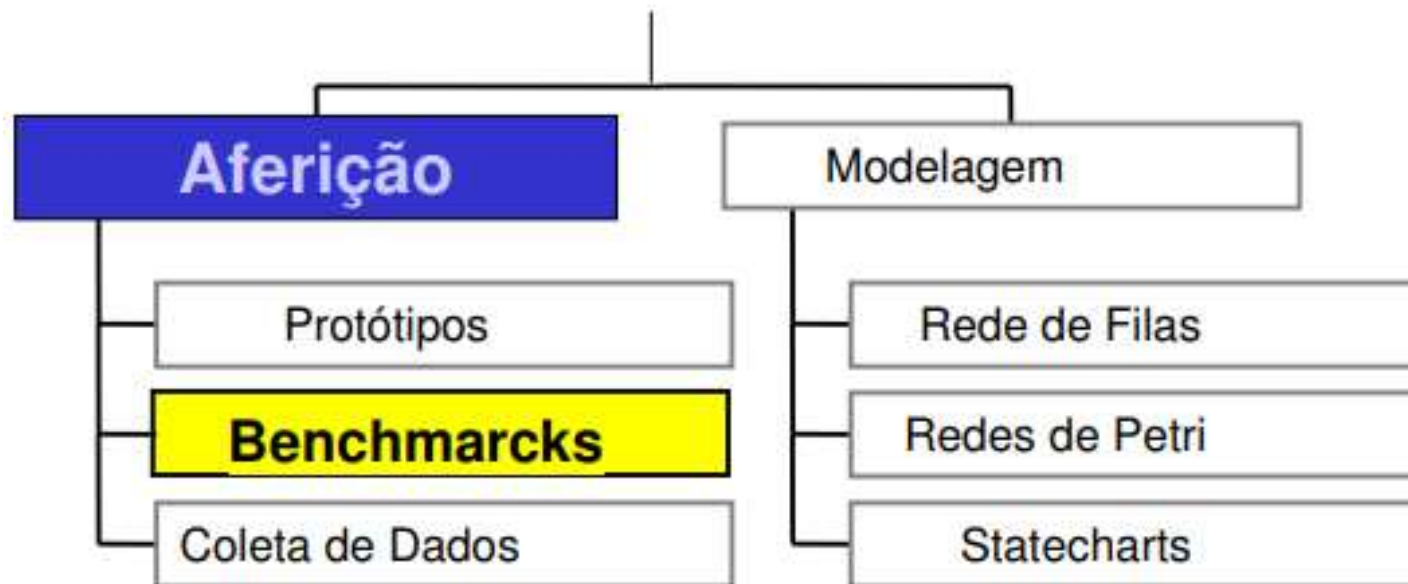 Aferição
Modelagem
Protótipos
Rede de Filas
Benchmarcks
Redes de Petri
Coleta de Dados
Statecharts